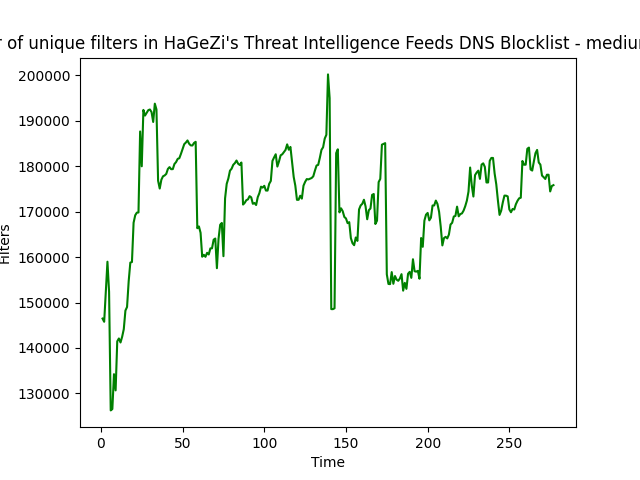 r of unique filters in HaGeZi's Threat Intelligence Feeds DNS Blocklist - mediu
200000
190000
180000
170000
160000
150000
140000
130000
Filters
0 50 100 150 200 250
Time